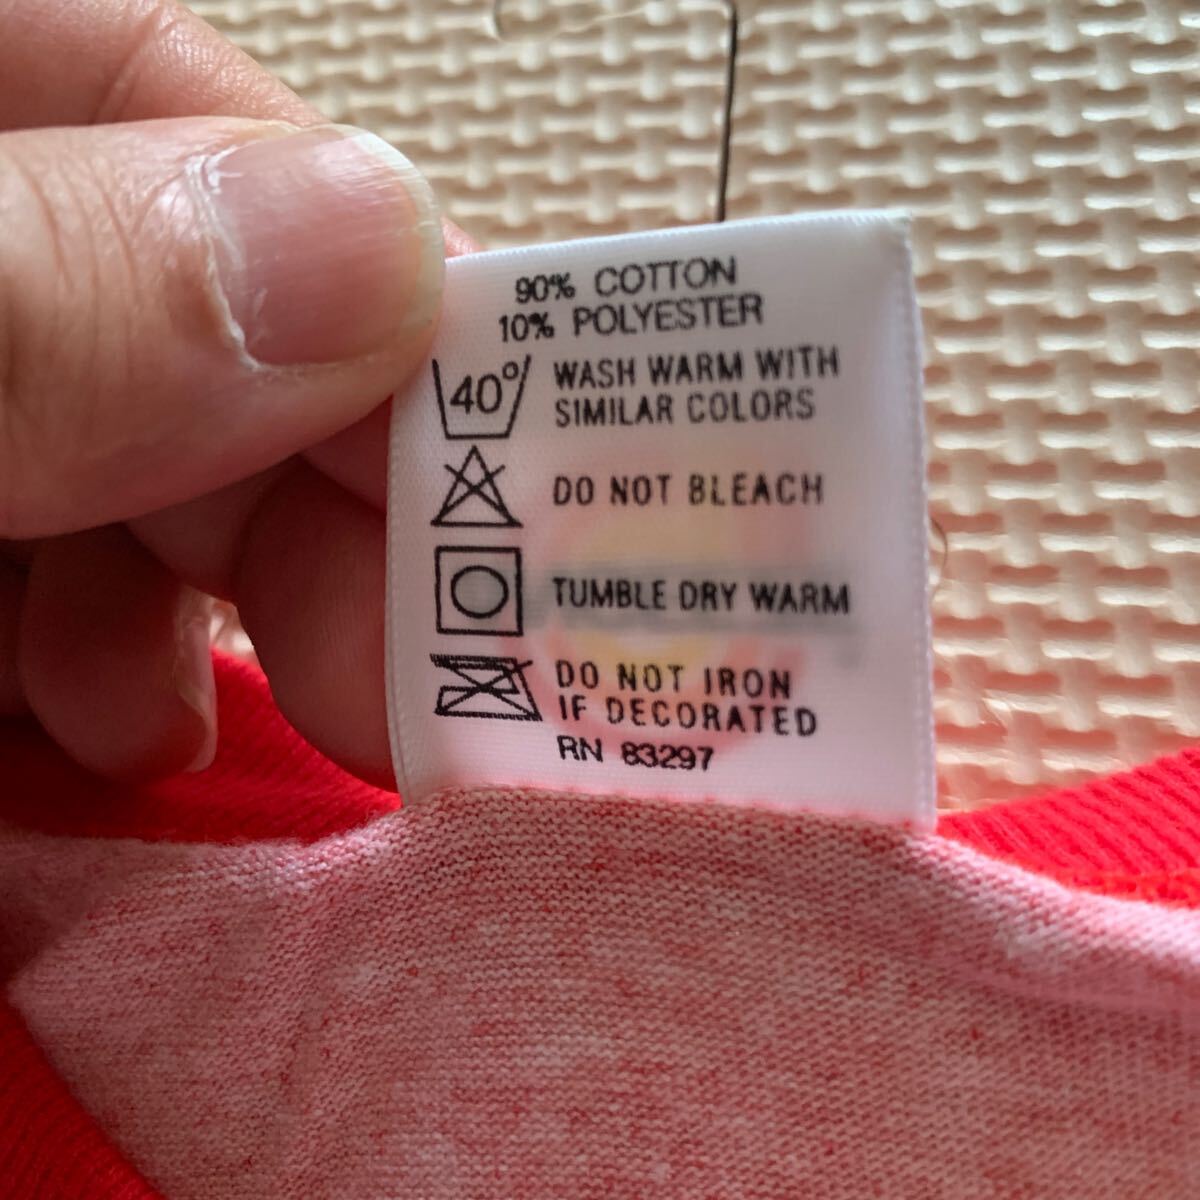 90% COTTON
10% POLYESTER
40° WASH WARM WITH
SIMILAR COLORS
DO NOT BLEACH
TUMBLE DRY WARM
DO NOT IRON
IF DECORATED
RN 83297